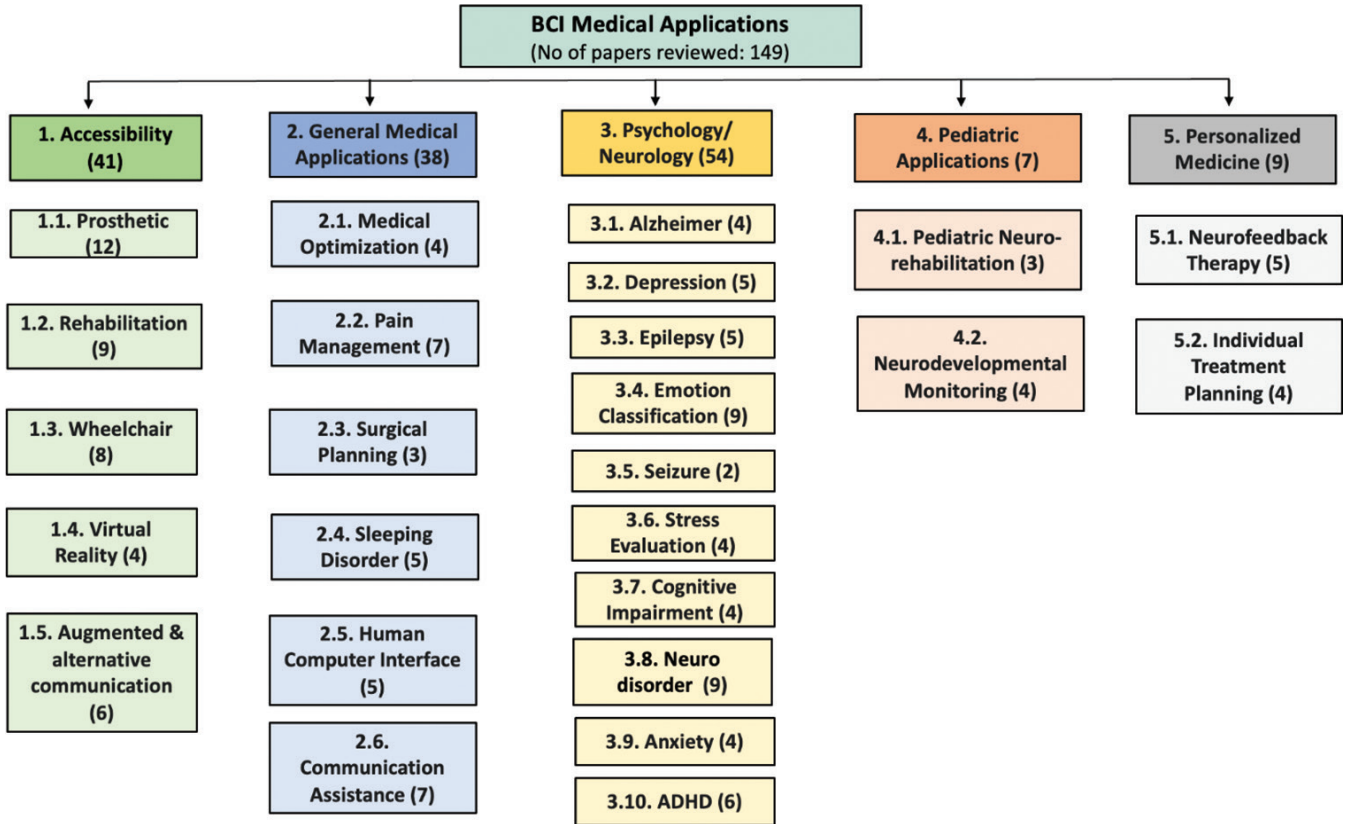 BCI Medical Applications
(No of papers reviewed: 149)
1. Accessibility
(41)
1.1. Prosthetic
(12)
1.2. Rehabilitation
(9)
1.3. Wheelchair
(8)
1.4. Virtual
Reality (4)
1.5. Augmented &
alternative
communication
(6)
2. General Medical
Applications (38)
2.1. Medical
Optimization (4)
2.2. Pain
Management (7)
2.3. Surgical
Planning (3)
2.4. Sleeping
Disorder (5)
2.5. Human
Computer Interface
(5)
2.6.
Communication
Assistance (7)
3. Psychology/
Neurology (54)
3.1. Alzheimer (4)
3.2. Depression (5)
3.3. Epilepsy (5)
3.4. Emotion
Classification (9)
3.5. Seizure (2)
3.6. Stress
Evaluation (4)
3.7. Cognitive
Impairment (4)
3.8. Neuro
disorder (9)
3.9. Anxiety (4)
3.10. ADHD (6)
4. Pediatric
Applications (7)
4.1. Pediatric Neuro-
rehabilitation (3)
4.2.
Neurodevelopmental
Monitoring (4)
5. Personalized
Medicine (9)
5.1. Neurofeedback
Therapy (5)
5.2. Individual
Treatment
Planning (4)